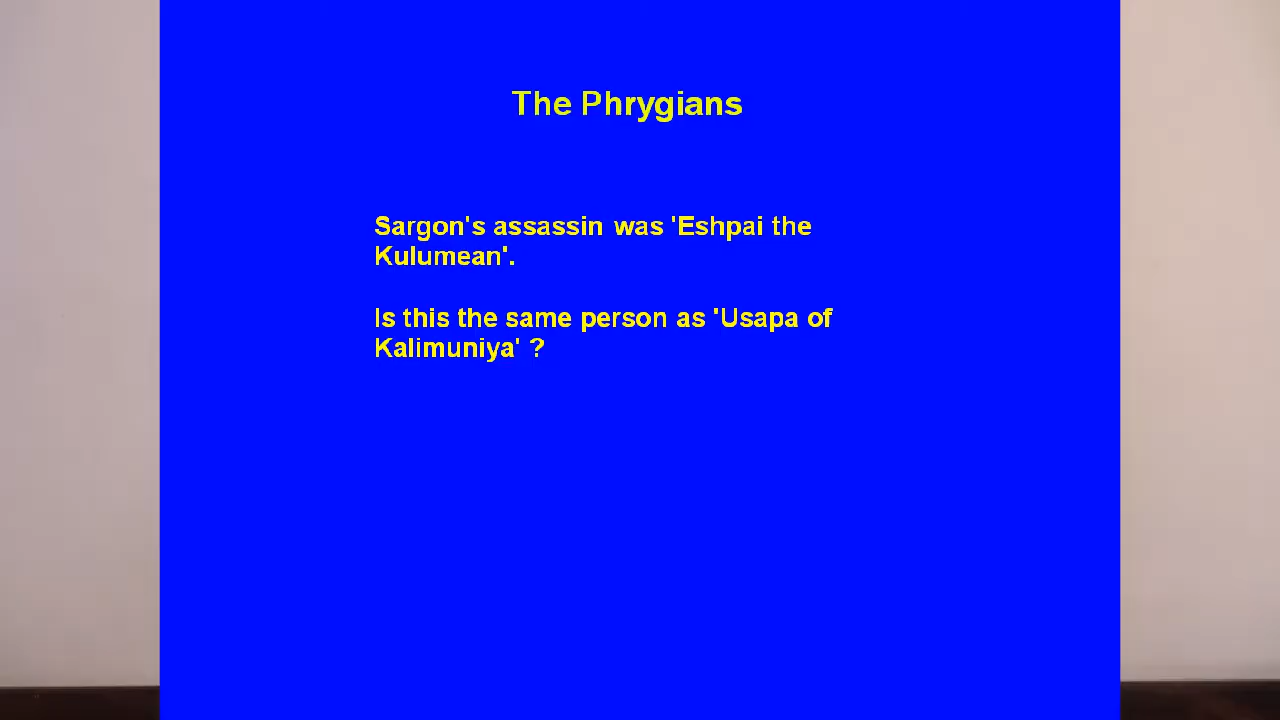 The Phrygians
Sargon's assassin was 'Eshpai the
Kulumean'.
Is this the same person as 'Usapa of
Kalimuniya' ?